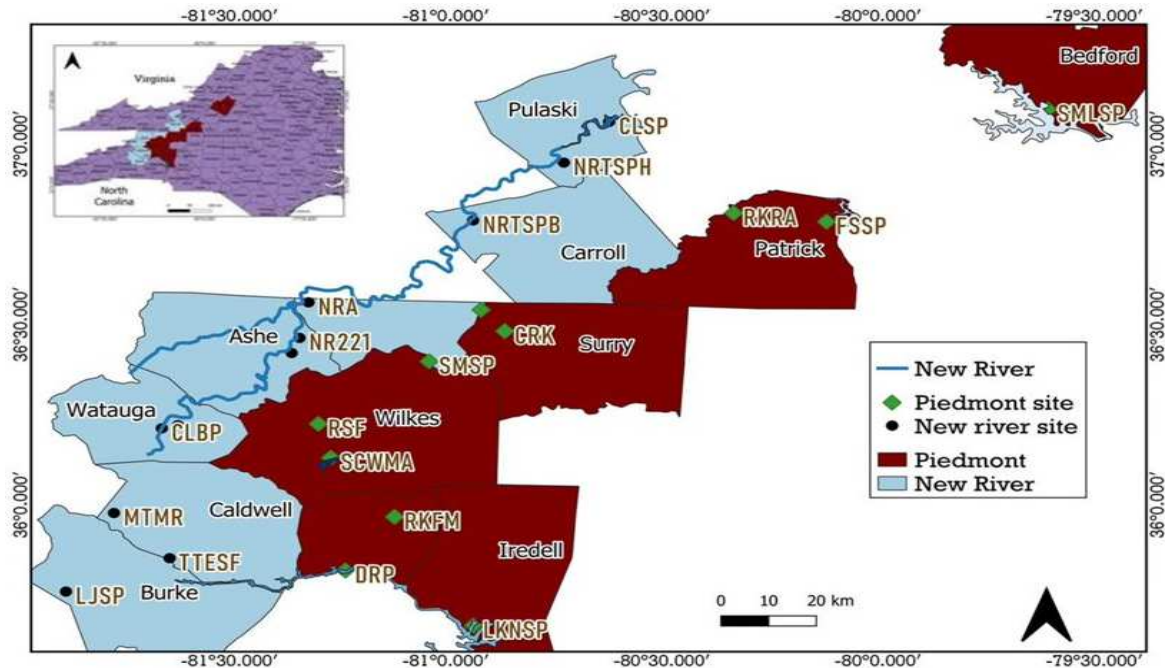 -81°30.000′ -81°0.000′ -80°30.000′ -80°0.000′ -79°30.000′
Bedford
Virginia
Pulaski
SMLSP
CLSP
37°0.000′ 37°0.000′
NRTSPH
North
Carolina
RKRA
NRTSPB
FSSP
Carroll
Patrick
NRA
36°30.000′ 36°30.000′
Ashe
NR221
CRK
Surry
SMSP
New River
Watauga
Wilkes
Piedmont site
CLBP
RSF
New river site
SCWMA
Piedmont
New River
36°0.000′ 36°0.000′
MTMR
Caldwell
RKFM
Iredell
TTESF
DRP
LJSP
Burke
0 10 20 km
LKNSP
-81°30.000′ -81°0.000′ -80°30.000′ -80°0.000′ -79°30.000′